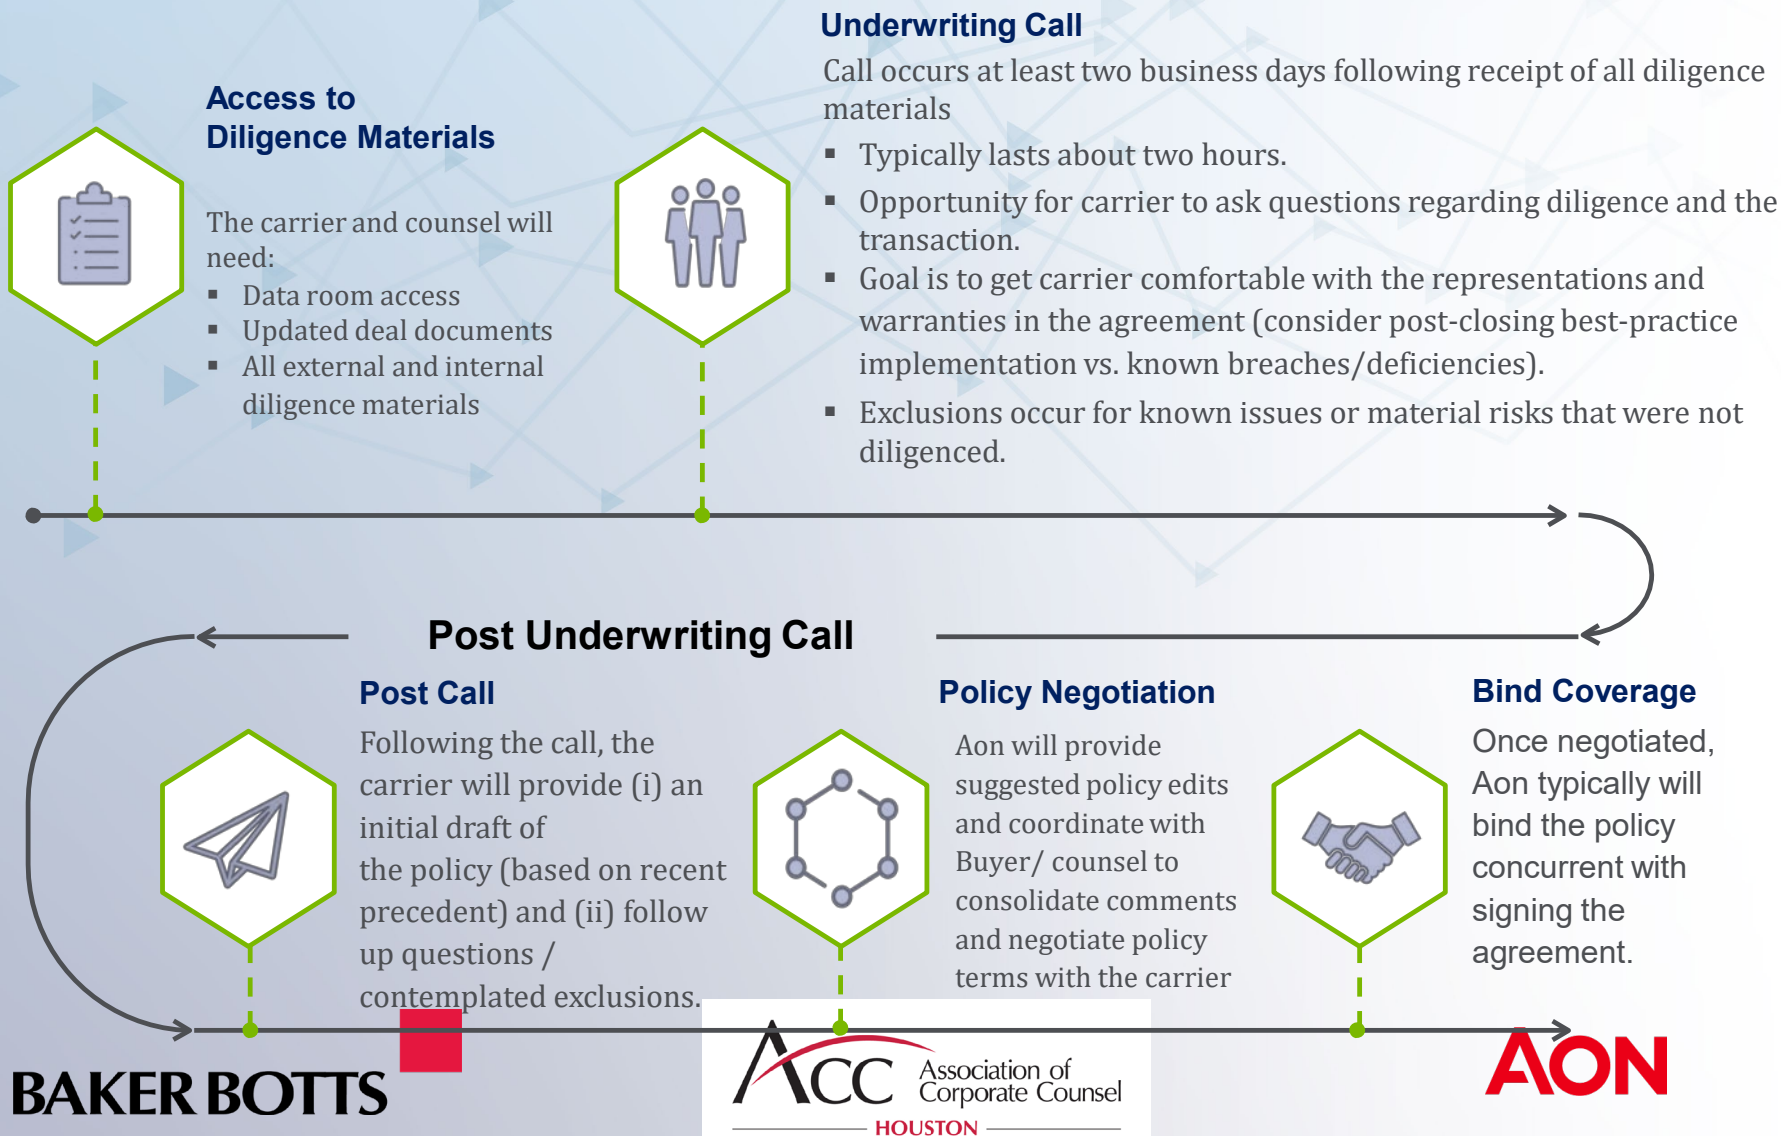 Access to
Diligence Materials
The carrier and counsel will
need:
▪ Data room access
▪ Updated deal documents
▪ All external and internal
diligence materials
Underwriting Call
Call occurs at least two business days following receipt of all diligence
materials
▪ Typically lasts about two hours.
▪ Opportunity for carrier to ask questions regarding diligence and the
transaction.
▪ Goal is to get carrier comfortable with the representations and
warranties in the agreement (consider post-closing best-practice
implementation vs. known breaches/deficiencies).
▪ Exclusions occur for known issues or material risks that were not
diligenced.
Post Underwriting Call
Post Call
Following the call, the
carrier will provide (i) an
initial draft of
the policy (based on recent
precedent) and (ii) follow
up questions /
contemplated exclusions.
Policy Negotiation
Aon will provide
suggested policy edits
and coordinate with
Buyer/ counsel to
consolidate comments
and negotiate policy
terms with the carrier
Bind Coverage
Once negotiated,
Aon typically will
bind the policy
concurrent with
signing the
agreement.
BAKER BOTTS
ACC Association of
Corporate Counsel
HOUSTON
AON